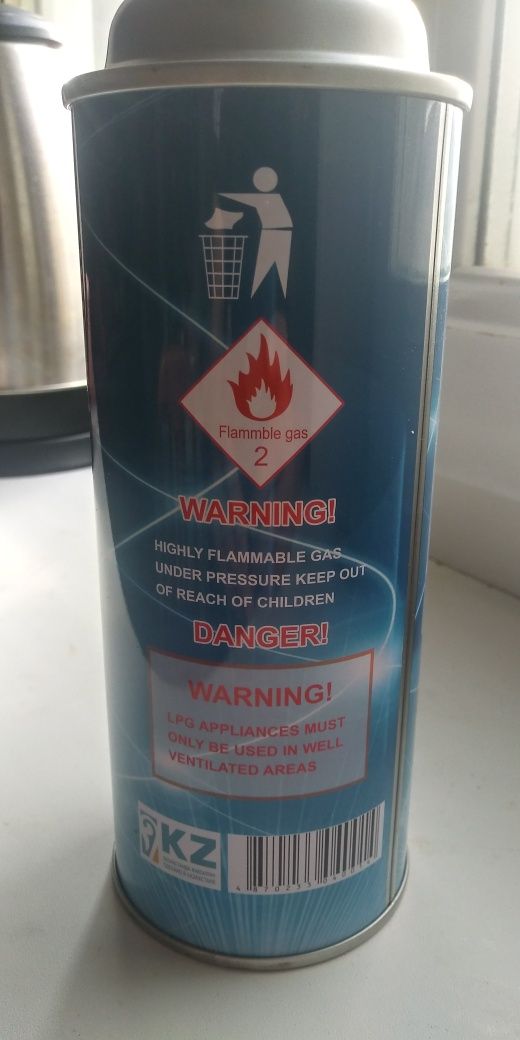 Flammble gas
2
WARNING!
HIGHLY FLAMMABLE GAS
UNDER PRESSURE KEEP OUT
OF REACH OF CHILDREN
DANGER!
WARNING!
LPG APPLIANCES MUST
ONLY BE USED IN WELL
VENTILATED AREAS
KZ